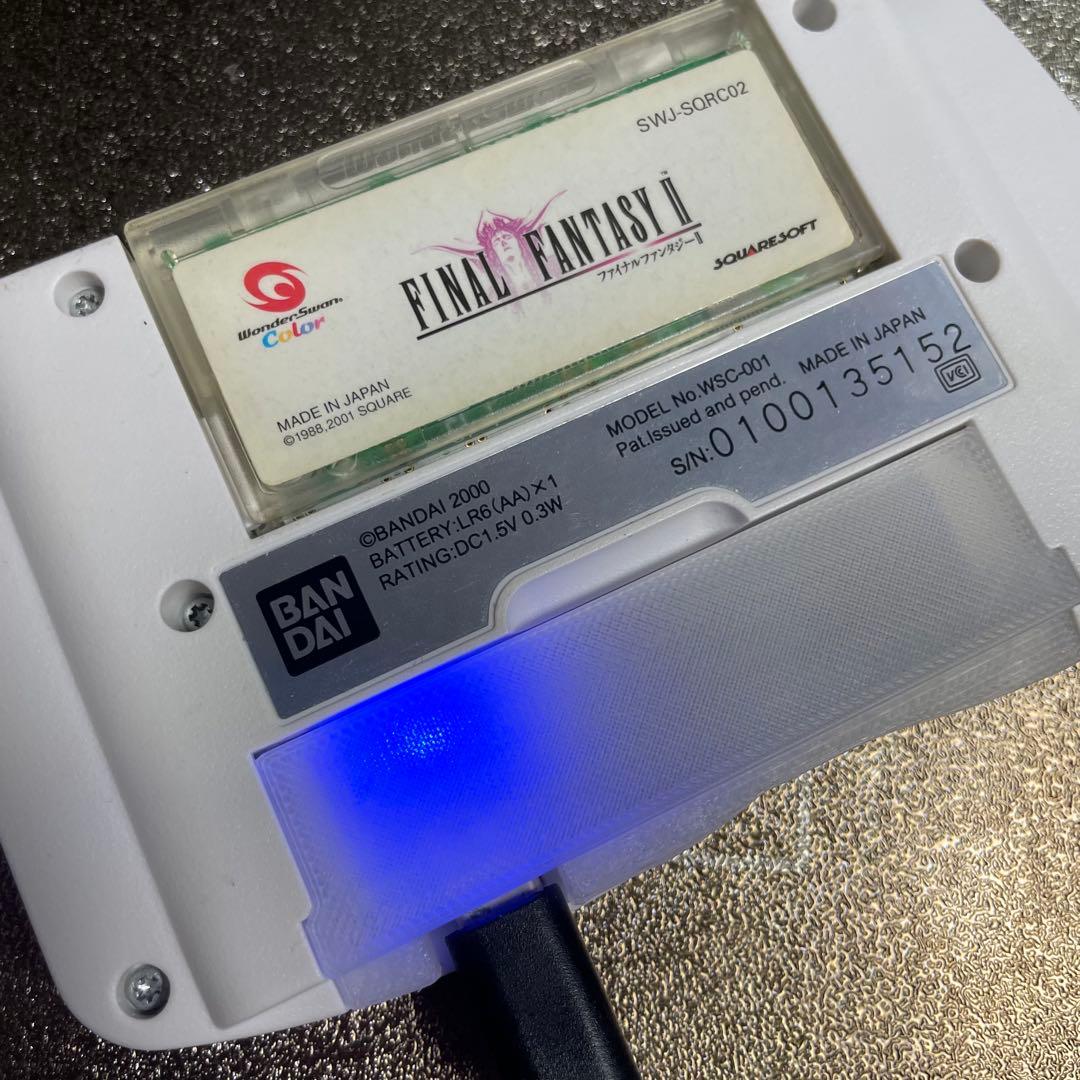 WonderSwan
SWJ-SQRC02
WonderSwan
Color
FINAL FANTASY II™
ファイナルファンタジーII
SQUARESOFT
MADE IN JAPAN
©1988,2001 SQUARE
BAN
DAI
©BANDAI 2000
BATTERY:LR6(AA)×1
RATING:DC1.5V 0.3W
MODEL No.WSC-001 MADE IN JAPAN
Pat.Issued and pend.
S/N:0100135152
VCI